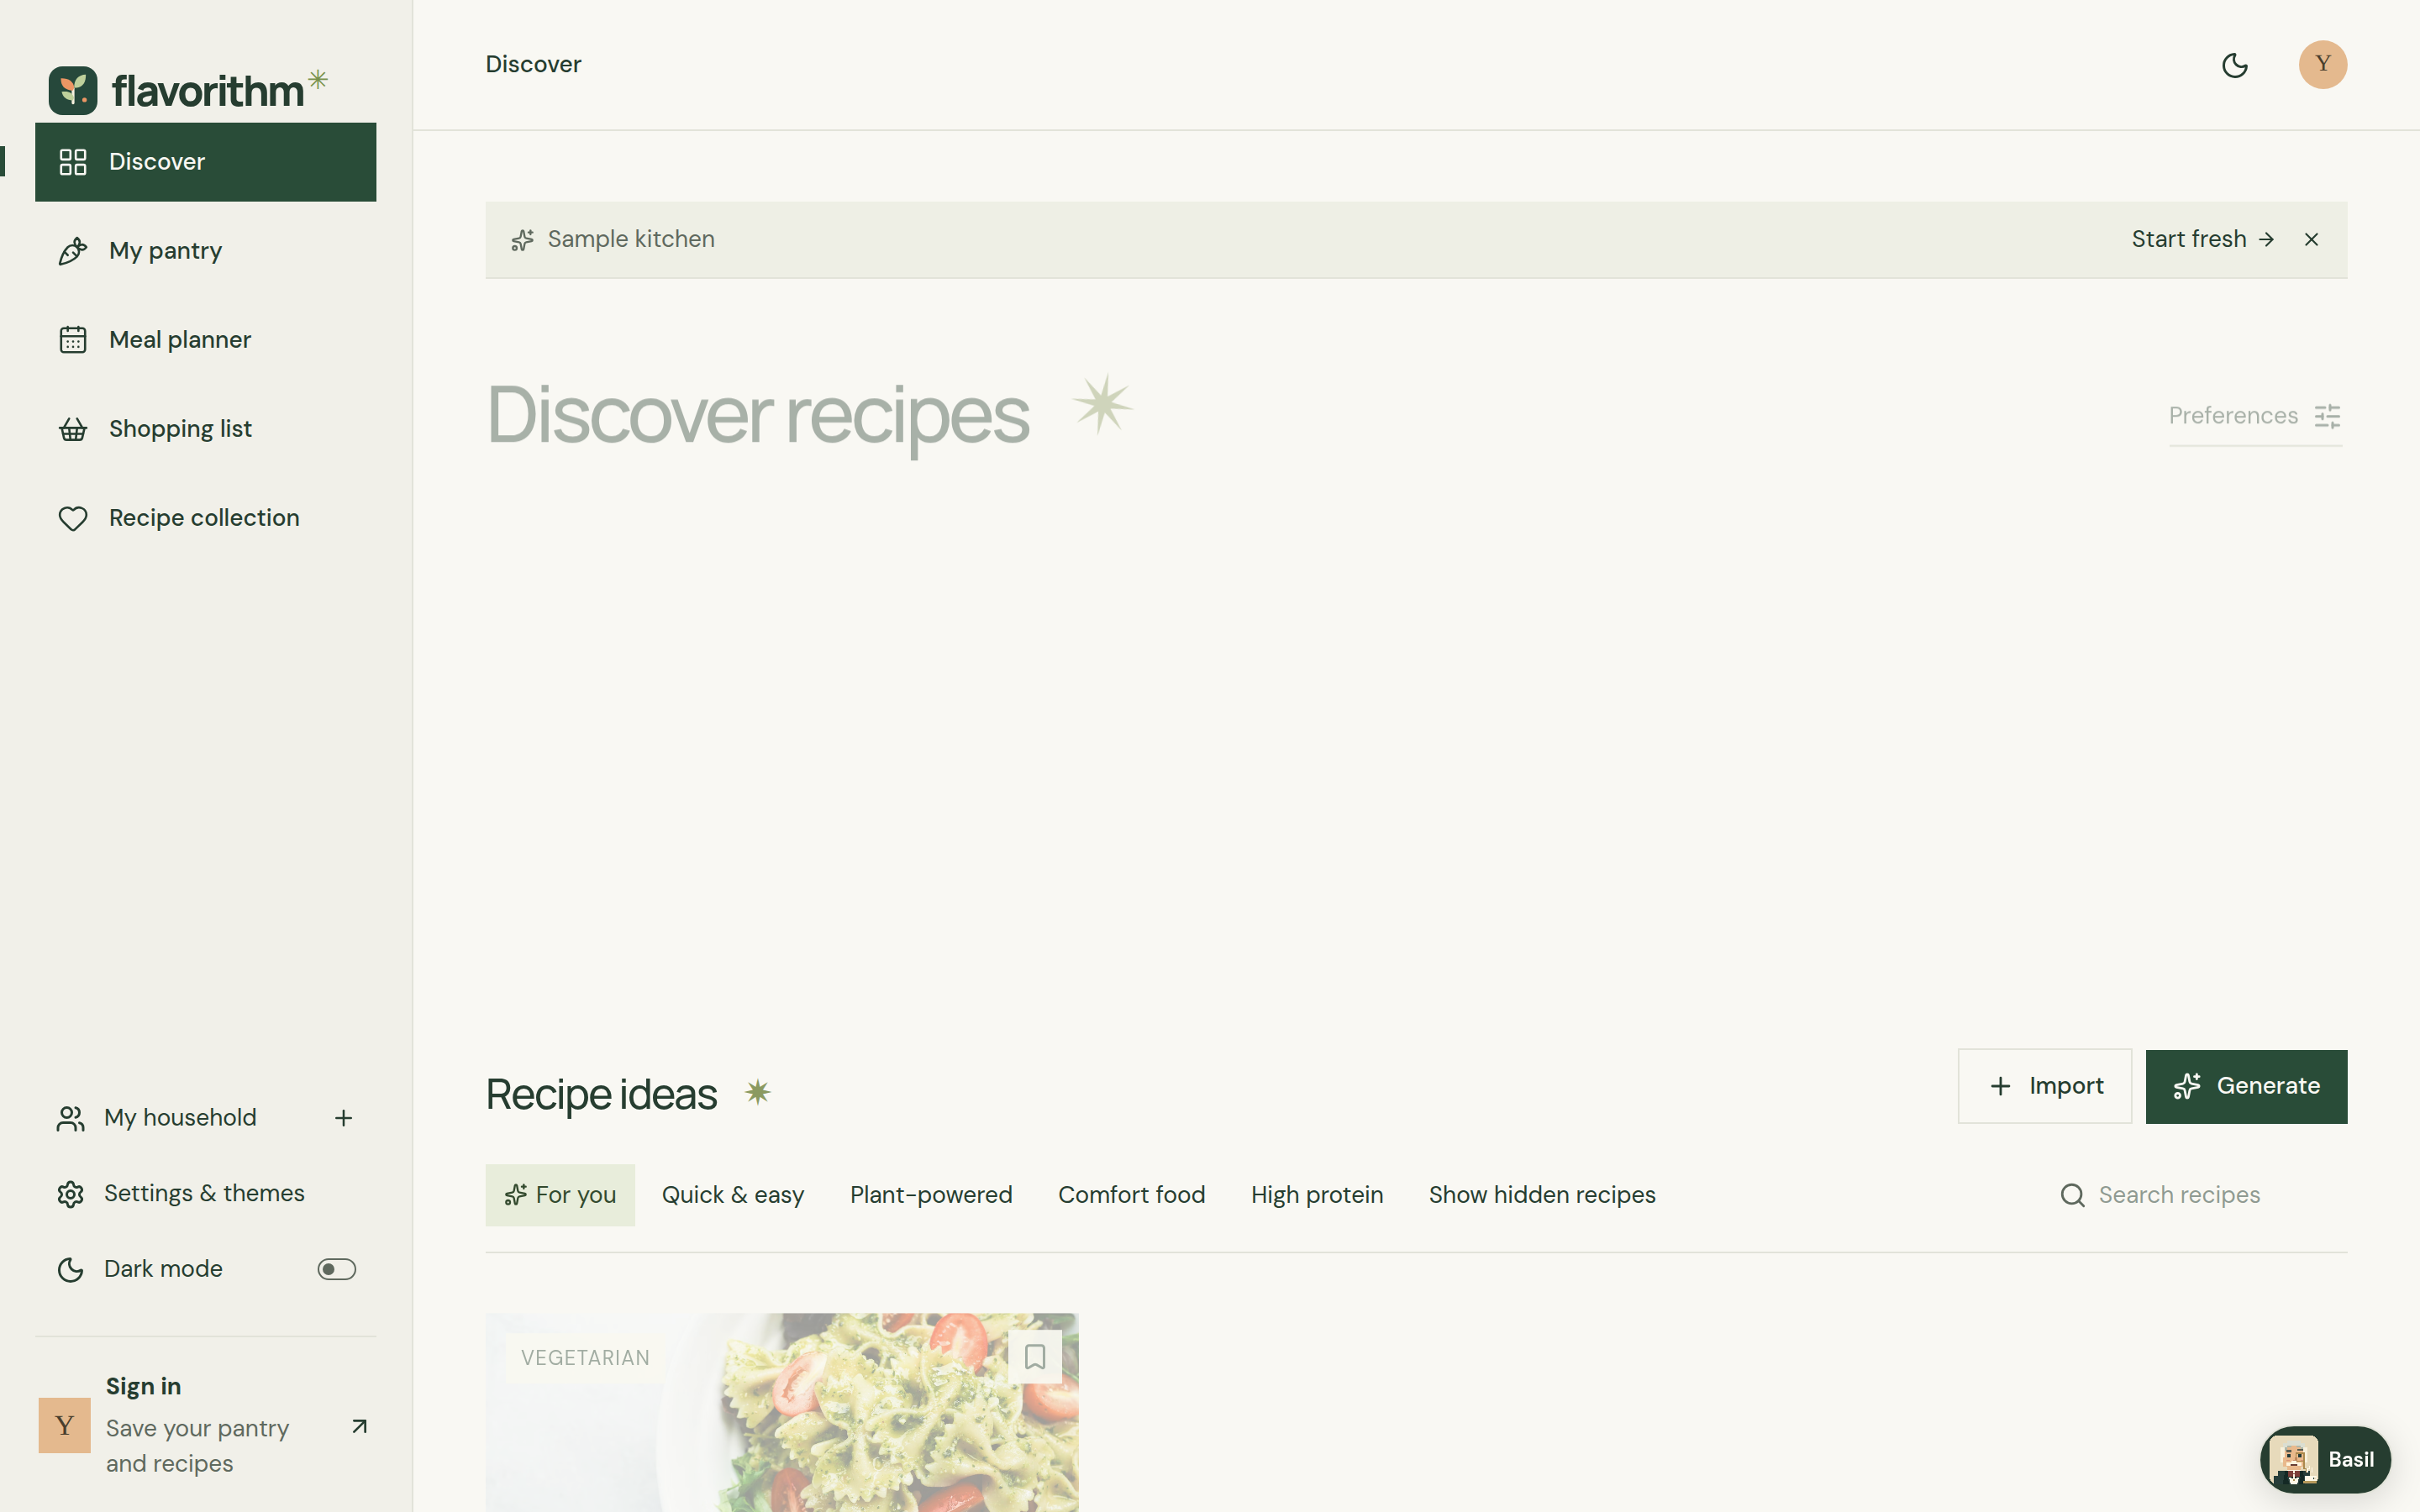 flavorithm
Discover
My pantry
Meal planner
Shopping list
Recipe collection
My household
Settings & themes
Dark mode
Y
Sign in
Save your pantry
and recipes
Discover
Y
Sample kitchen
Start fresh
Discover recipes
Preferences
Recipe ideas
Import
Generate
For you
Quick & easy
Plant-powered
Comfort food
High protein
Show hidden recipes
Search recipes
VEGETARIAN
Basil